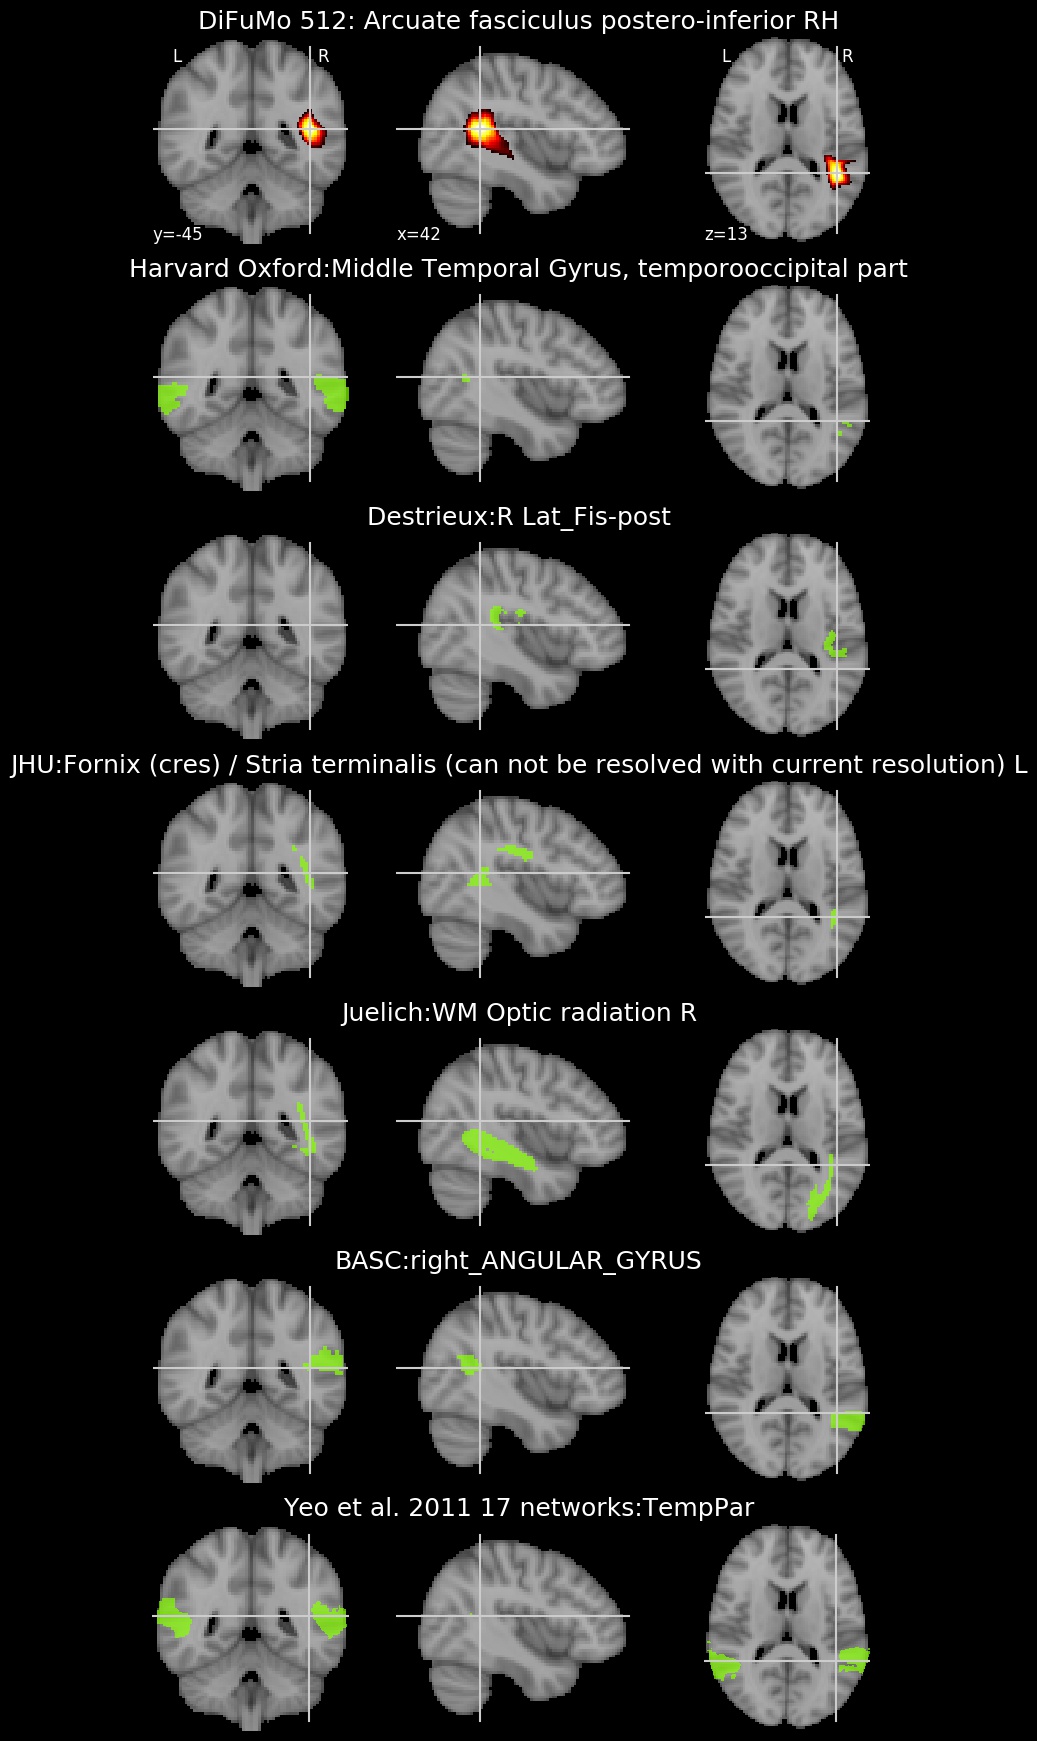 DiFuMo 512: Arcuate fasciculus postero-inferior RH
L R L R
y=-45 x=42 z=13
Harvard Oxford:Middle Temporal Gyrus, temporooccipital part
Destrieux:R Lat_Fis-post
JHU:Fornix (cres) / Stria terminalis (can not be resolved with current resolution) L
Juelich:WM Optic radiation R
BASC:right_ANGULAR_GYRUS
Yeo et al. 2011 17 networks:TempPar